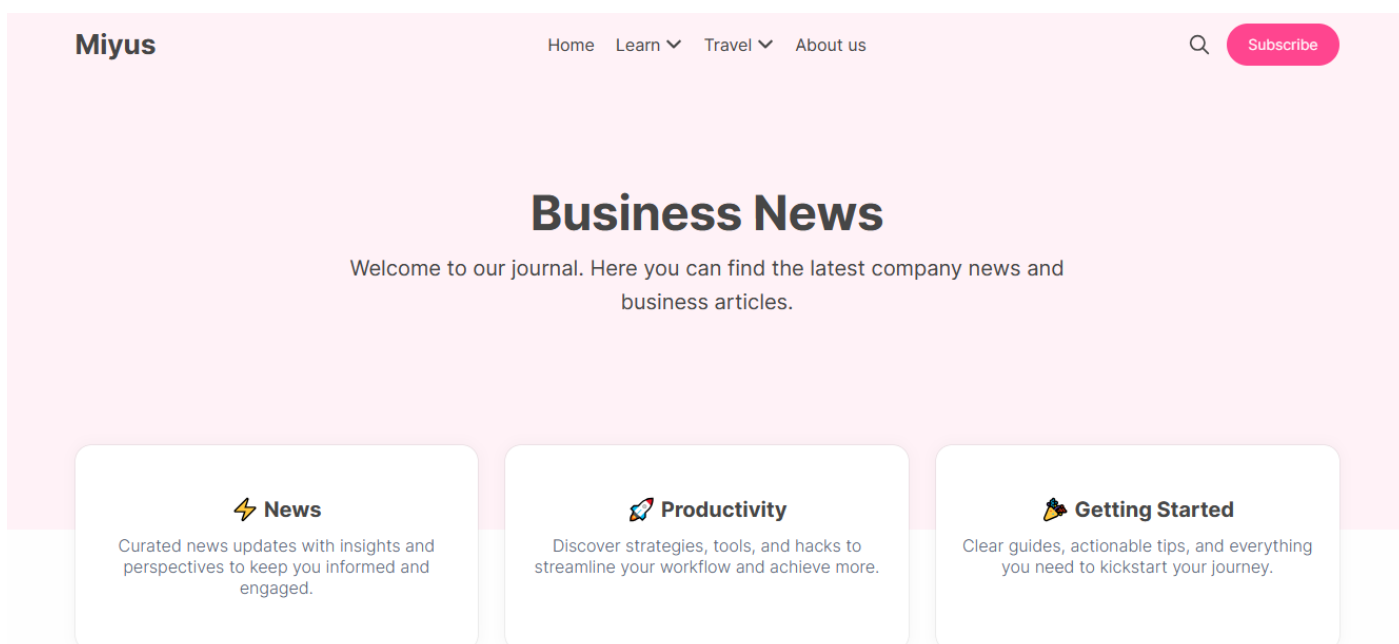 Miyus
Home Learn Travel About us
Subscribe
Business News
Welcome to our journal. Here you can find the latest company news and
business articles.
⚡ News
Curated news updates with insights and
perspectives to keep you informed and
engaged.
🚀 Productivity
Discover strategies, tools, and hacks to
streamline your workflow and achieve more.
🎉 Getting Started
Clear guides, actionable tips, and everything
you need to kickstart your journey.